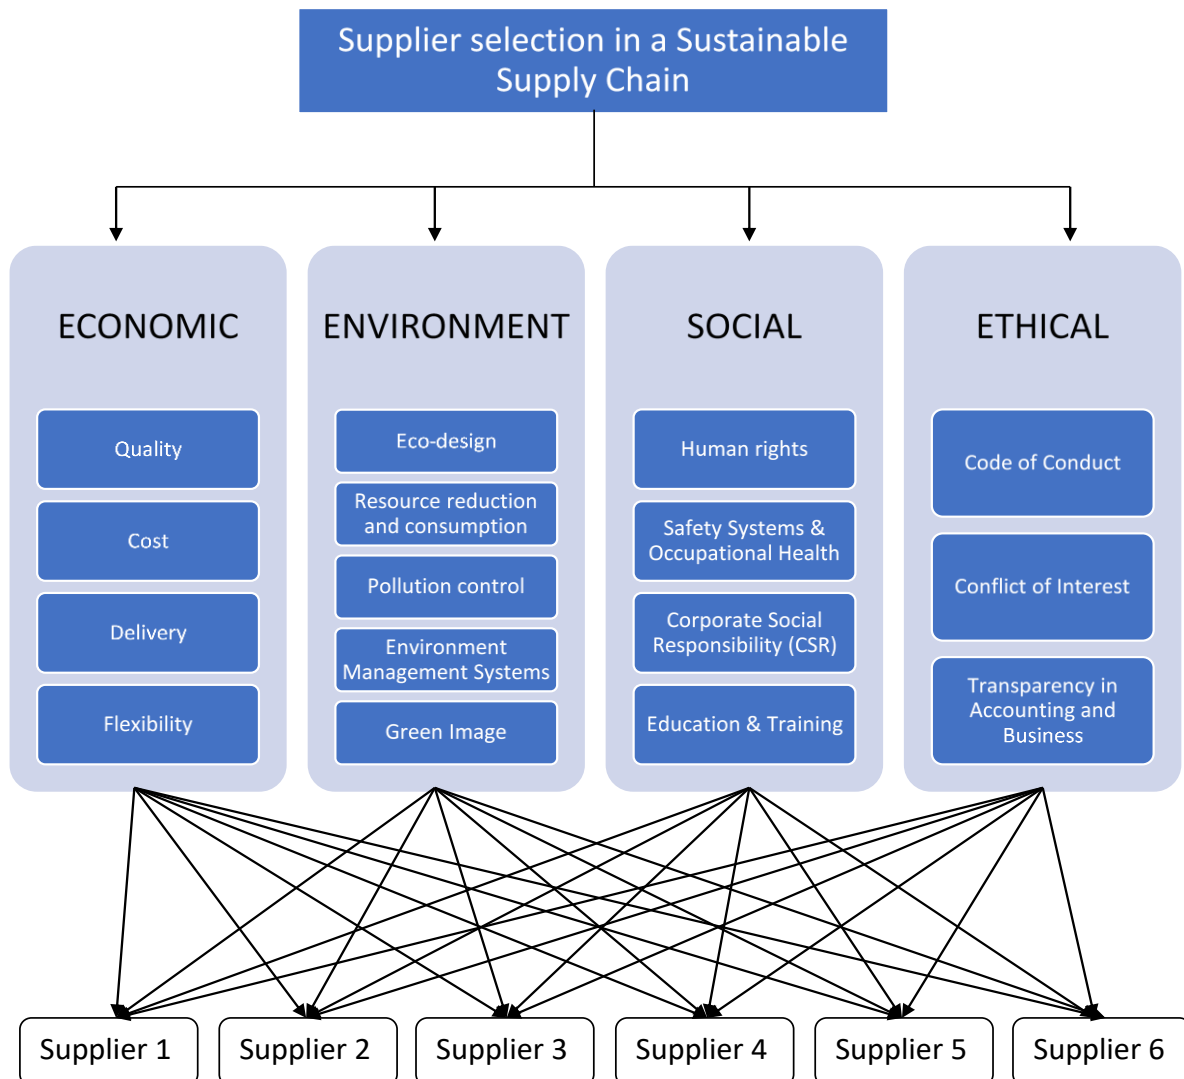 Supplier selection in a Sustainable
Supply Chain
ECONOMIC
Quality
Cost
Delivery
Flexibility
ENVIRONMENT
Eco-design
Resource reduction
and consumption
Pollution control
Environment
Management Systems
Green Image
SOCIAL
Human rights
Safety Systems &
Occupational Health
Corporate Social
Responsibility (CSR)
Education & Training
ETHICAL
Code of Conduct
Conflict of Interest
Transparency in
Accounting and
Business
Supplier 1
Supplier 2
Supplier 3
Supplier 4
Supplier 5
Supplier 6